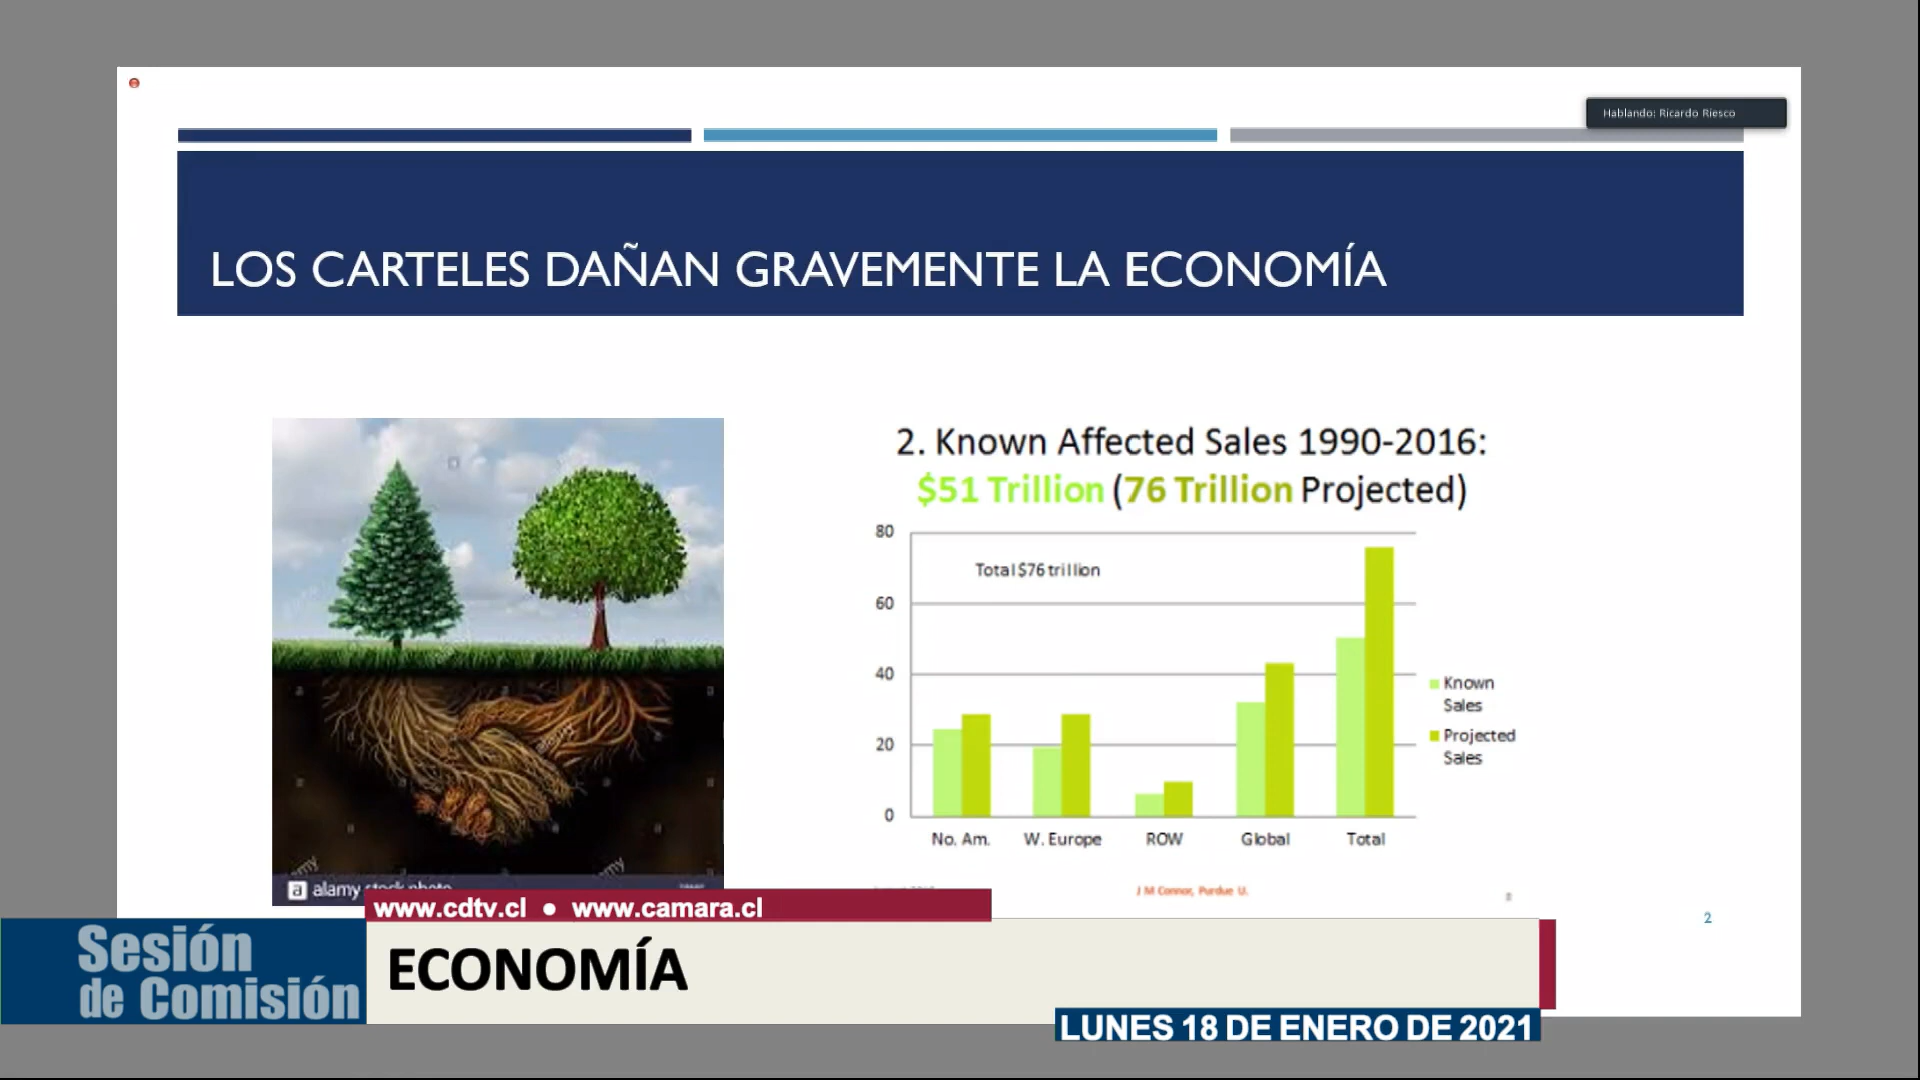 Hablando: Ricardo Riesco
LOS CARTELES DAÑAN GRAVEMENTE LA ECONOMÍA
2. Known Affected Sales 1990-2016:
$51 Trillion (76 Trillion Projected)
Total $76 trillion
80
60
40
20
0
No. Am.
W. Europe
ROW
Global
Total
Known
Sales
Projected
Sales
J M Connor, Purdue U.
a alamy stock photo
2
www.cdtv.cl ● www.camara.cl
Sesión
de Comisión
ECONOMÍA
LUNES 18 DE ENERO DE 2021